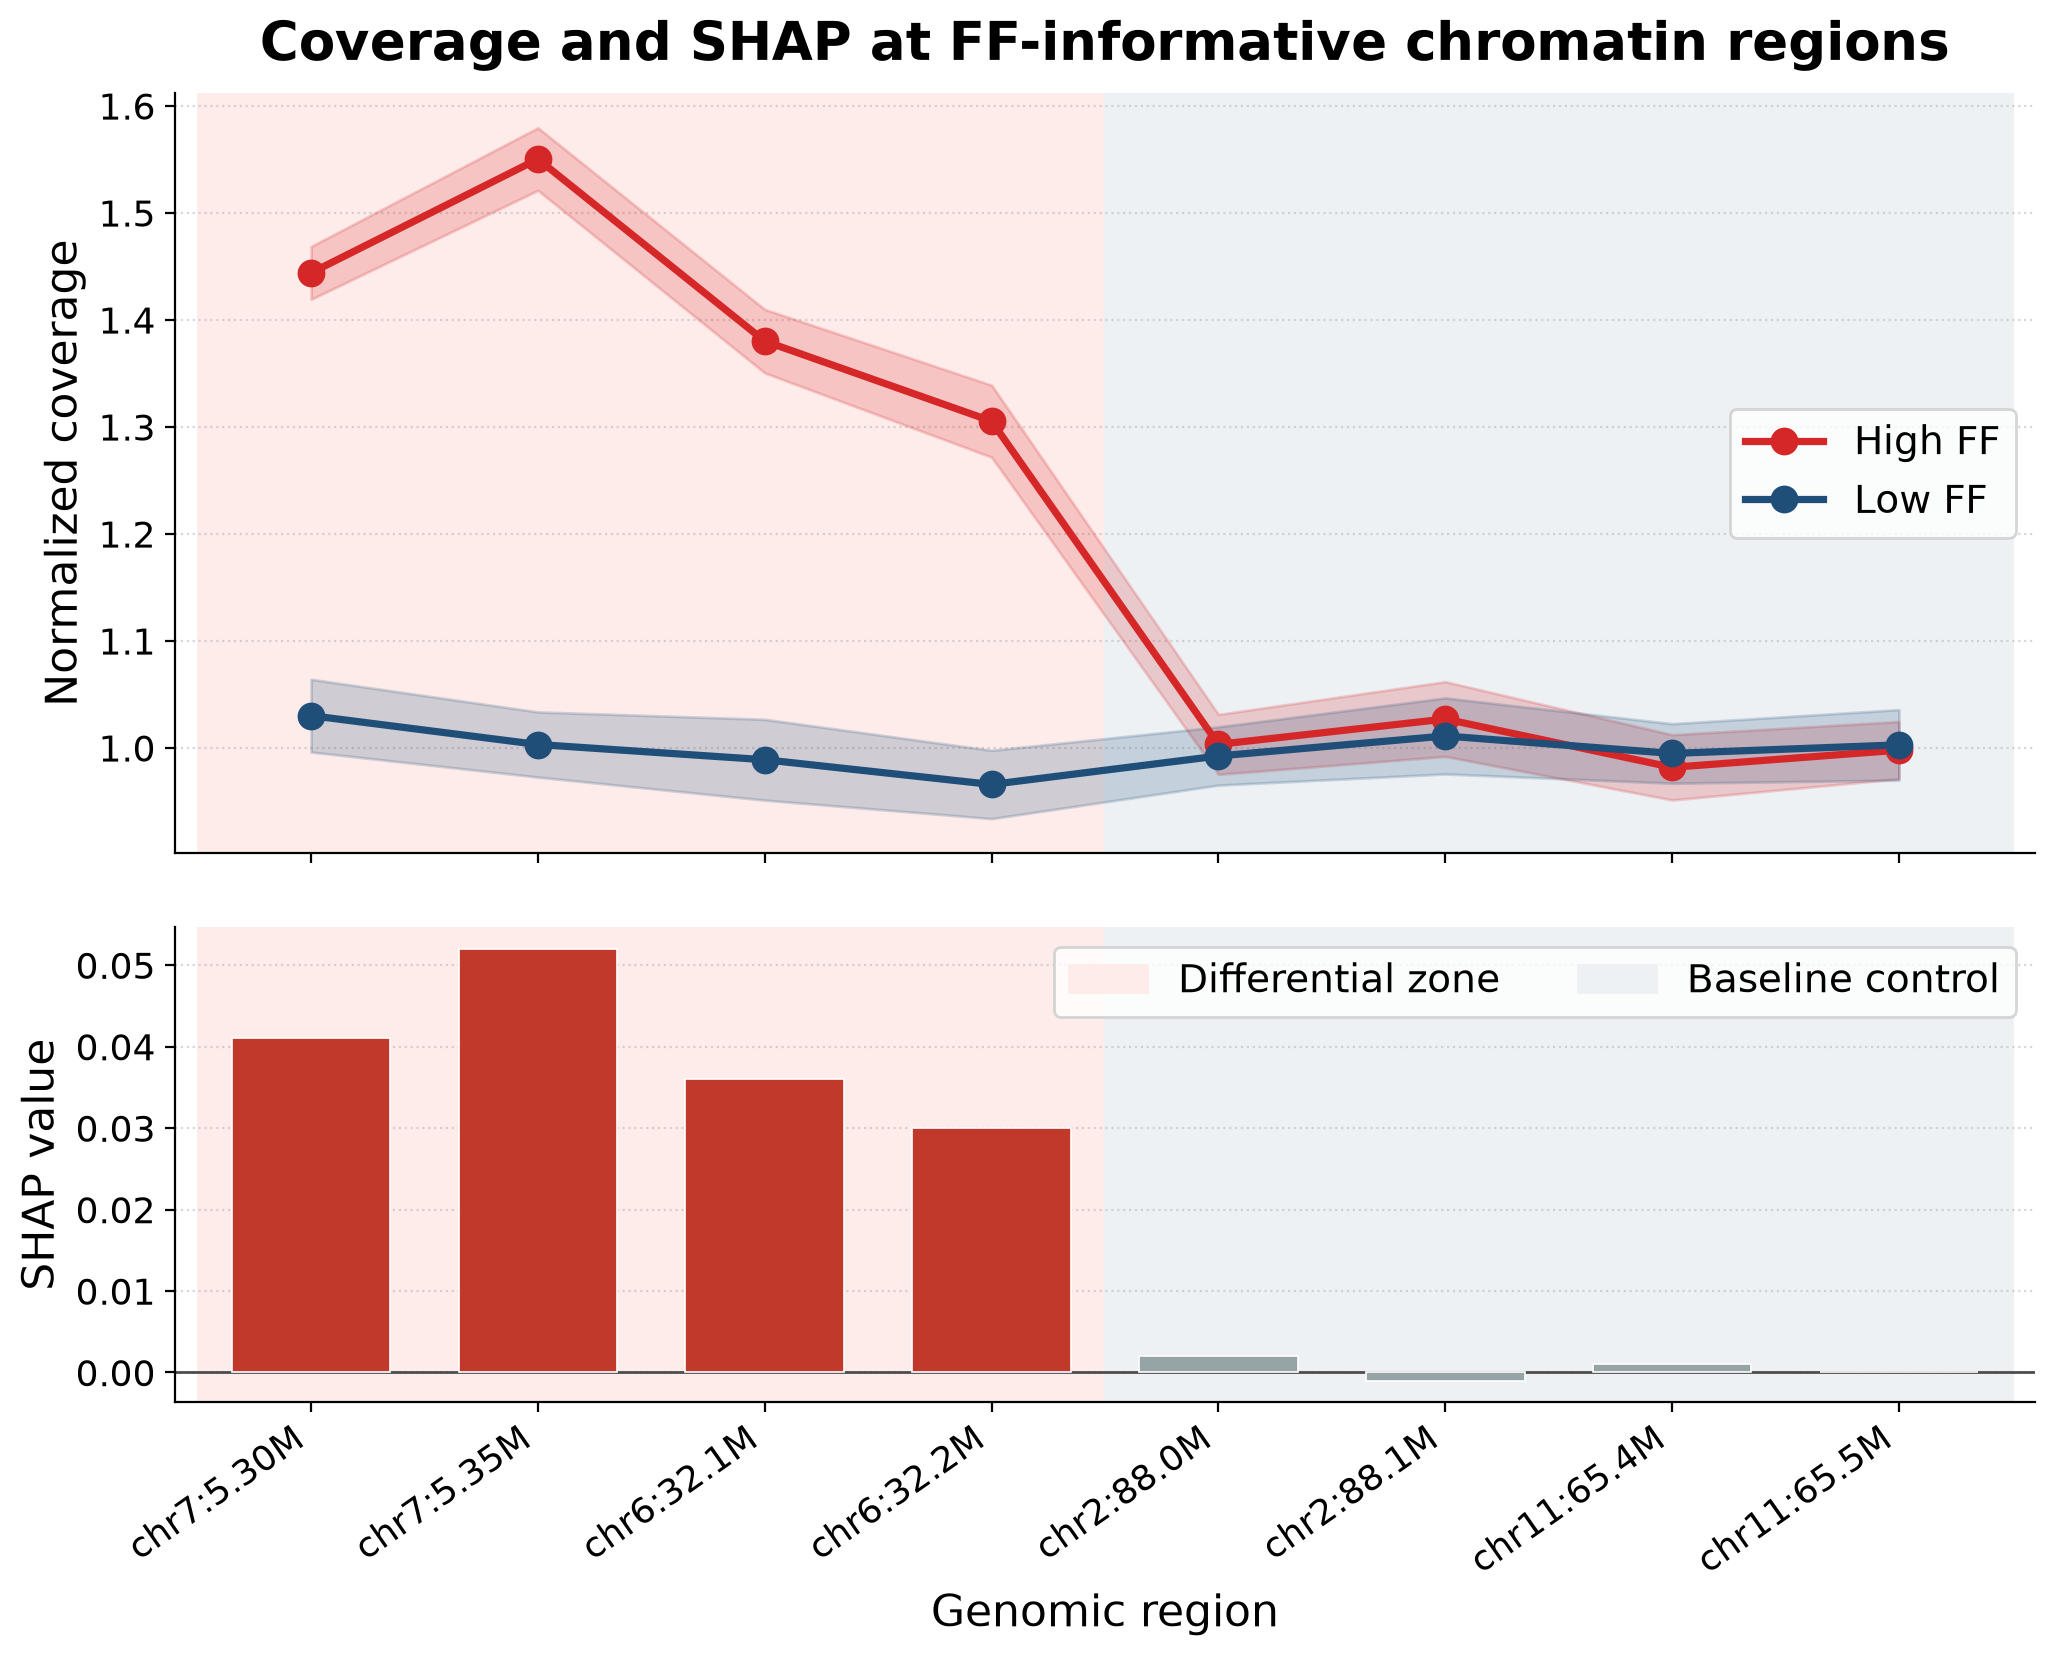 Coverage and SHAP at FF-informative chromatin regions
Normalized coverage
1.6
1.5
1.4
1.3
1.2
1.1
1.0
High FF
Low FF
SHAP value
0.05
0.04
0.03
0.02
0.01
0.00
Differential zone
Baseline control
chr7:5.30M
chr7:5.35M
chr6:32.1M
chr6:32.2M
chr2:88.0M
chr2:88.1M
chr11:65.4M
chr11:65.5M
Genomic region